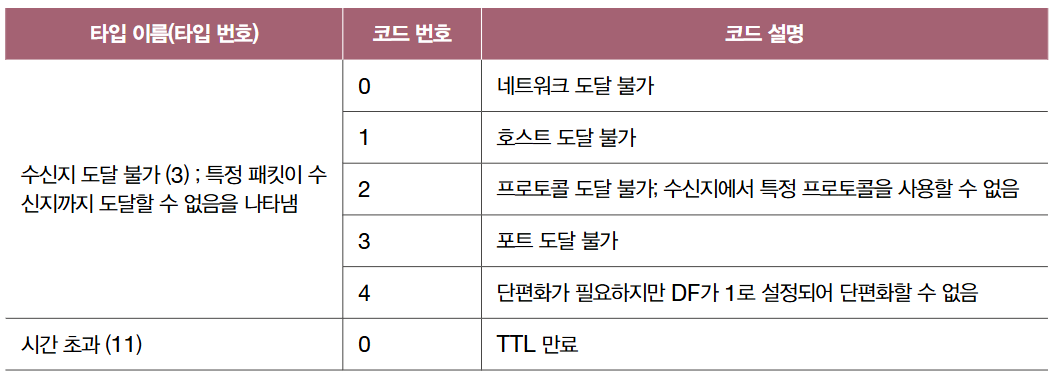 타입 이름(타입 번호) 코드 번호 코드 설명
0 네트워크 도달 불가
1 호스트 도달 불가
수신지 도달 불가 (3) ; 특정 패킷이 수
신지까지 도달할 수 없음을 나타냄
2 프로토콜 도달 불가; 수신지에서 특정 프로토콜을 사용할 수 없음
3 포트 도달 불가
4 단편화가 필요하지만 DF가 1로 설정되어 단편화할 수 없음
시간 초과 (11) 0 TTL 만료